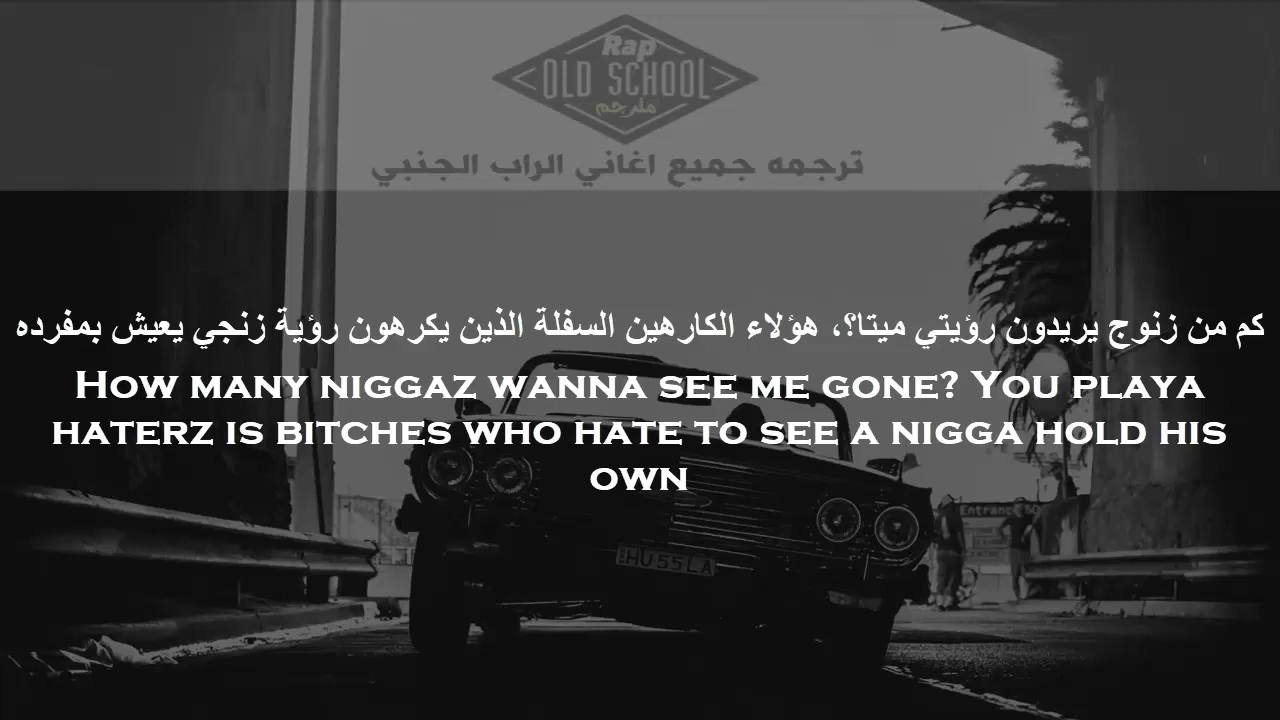 Rap
OLD SCHOOL
مترجم
ترجمه جميع اغاني الراب الجنبي
كم من زنوج يريدون رؤيتي ميتا؟، هؤلاء الكارهين السفلة الذين يكرهون رؤية زنجي يعيش بمفرده
How many niggaz wanna see me gone? You playa
haterz is bitches who hate to see a nigga hold his
own
Entrance
HU55LA